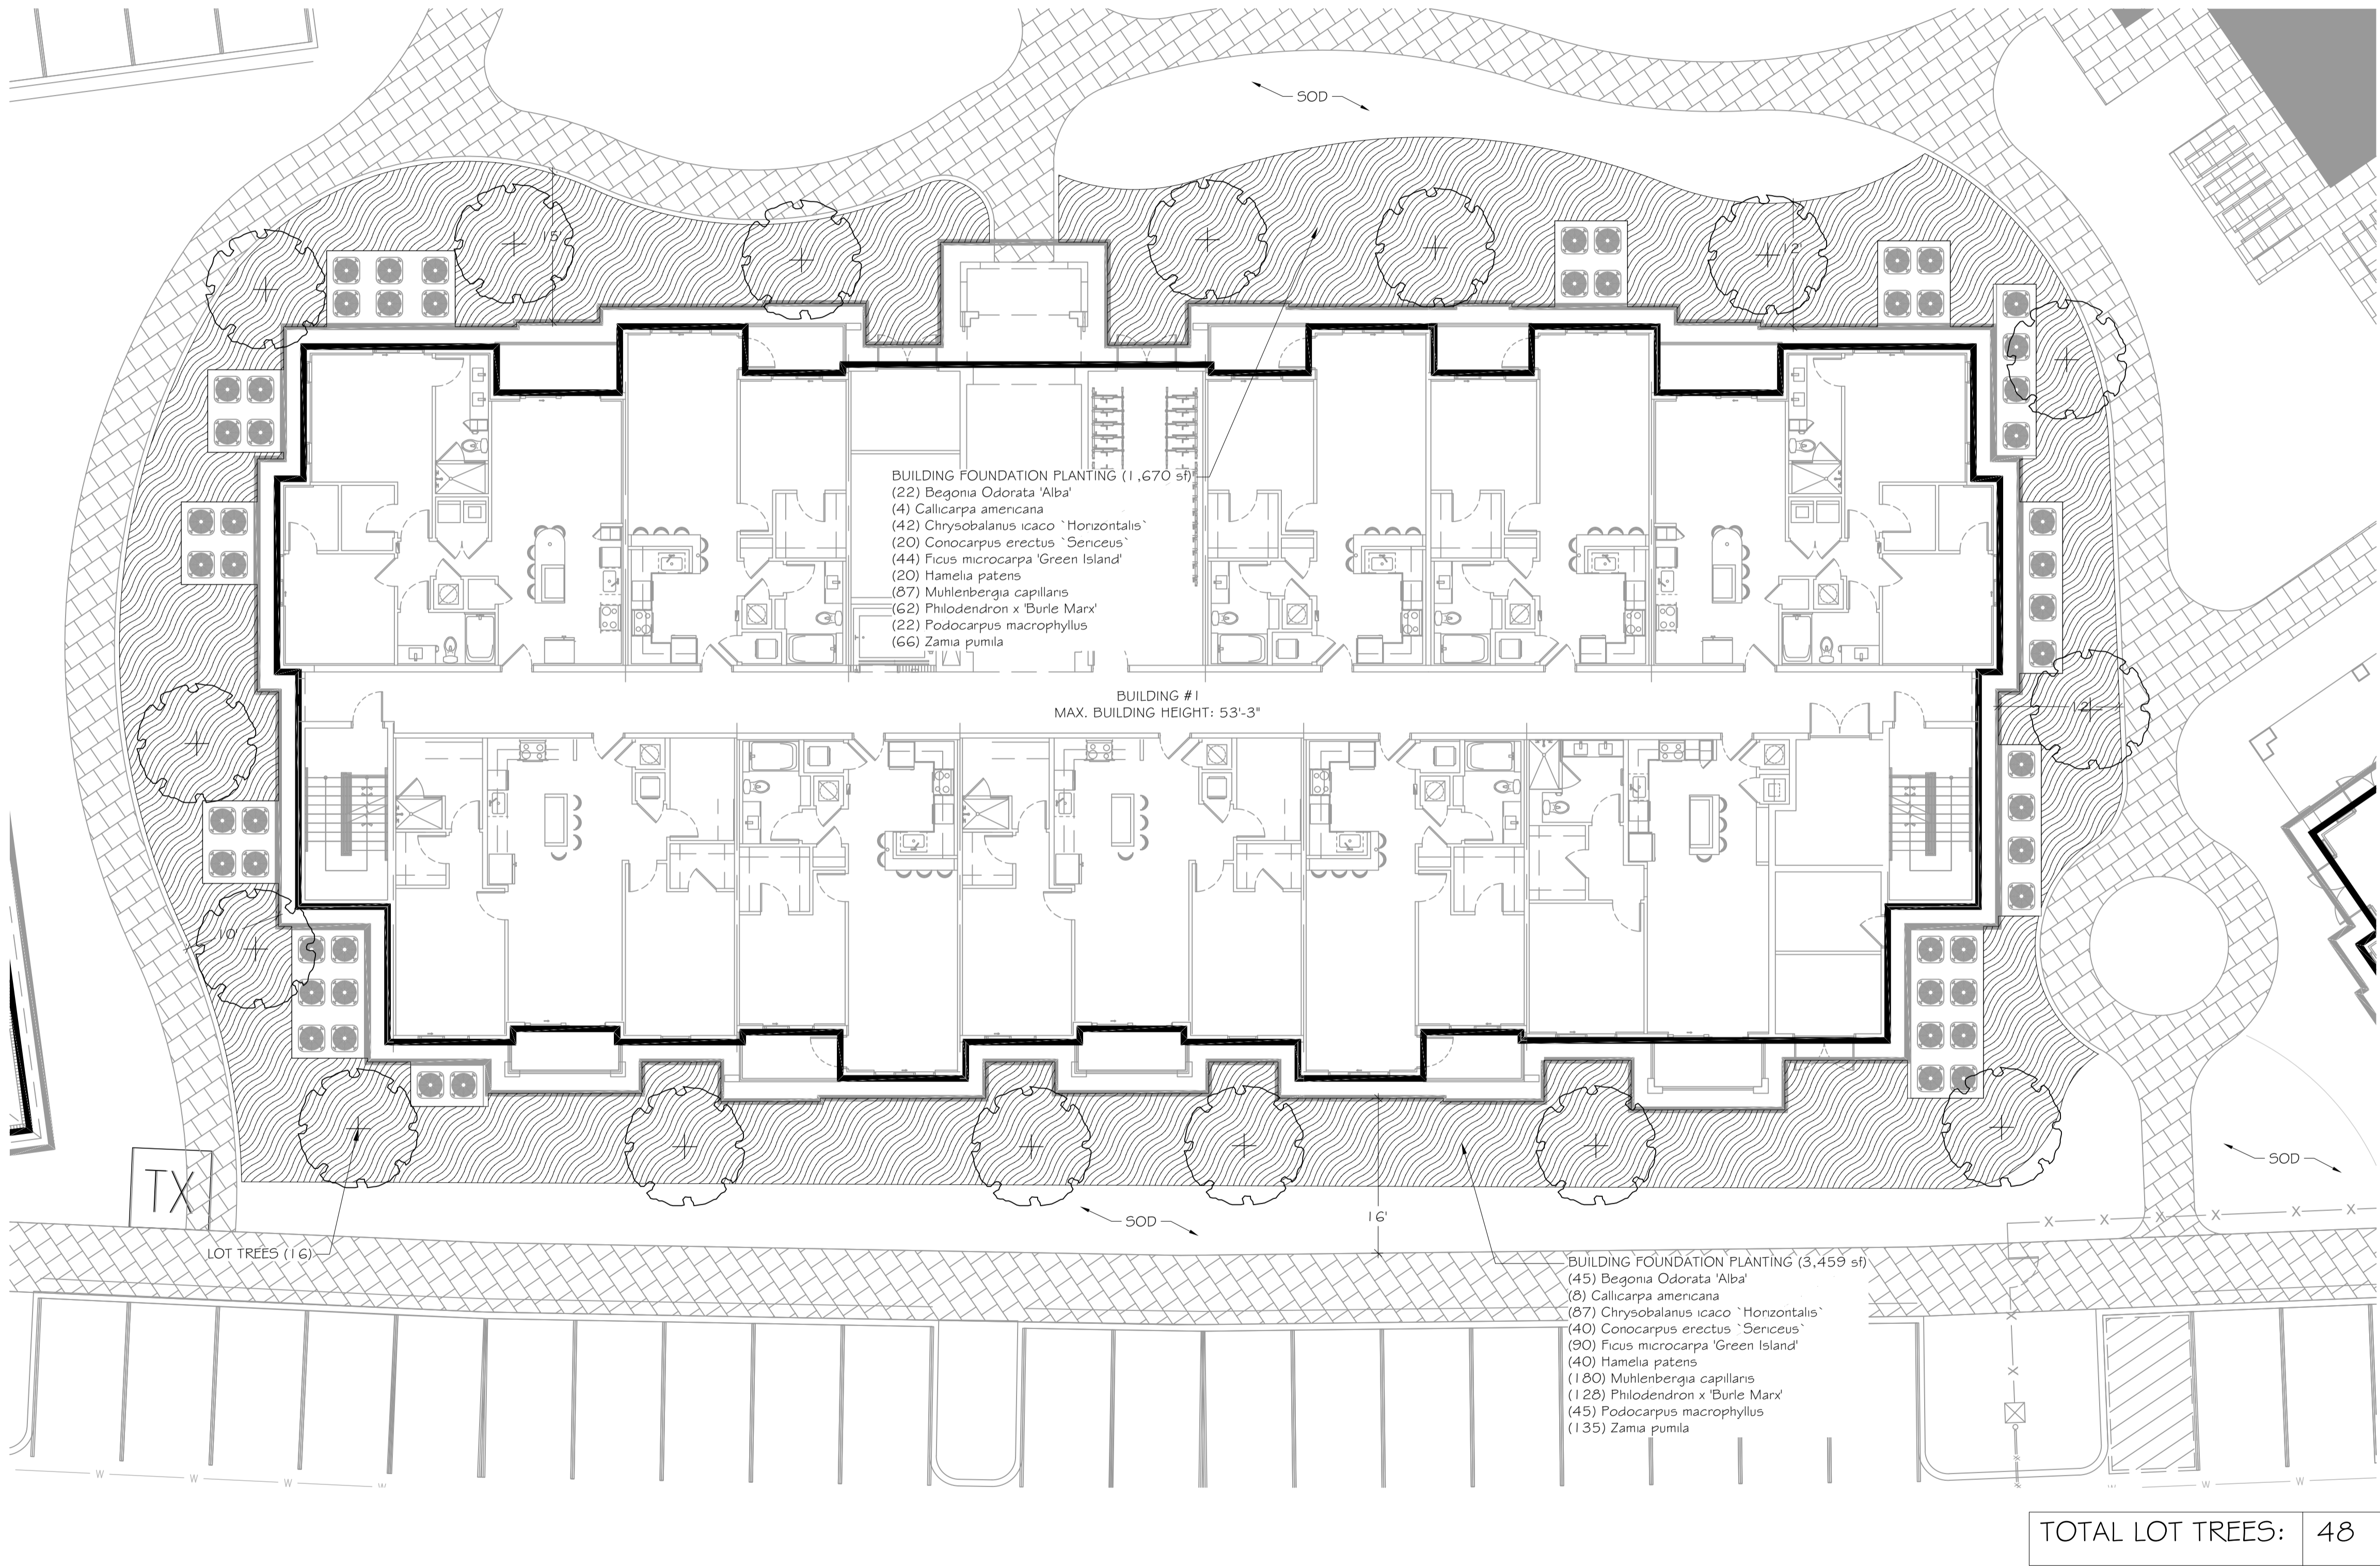 SOD
15'
12'
BUILDING FOUNDATION PLANTING (1,670 sf)
(22) Begonia Odorata 'Alba'
(4) Callicarpa americana
(42) Chrysobalanus icaco `Horizontalis`
(20) Conocarpus erectus `Sericeus`
(44) Ficus microcarpa 'Green Island'
(20) Hamelia patens
(87) Muhlenbergia capillaris
(62) Philodendron x 'Burle Marx'
(22) Podocarpus macrophyllus
(66) Zamia pumila
BUILDING #1
MAX. BUILDING HEIGHT: 53'-3"
12'
10'
TX
SOD
SOD
16'
LOT TREES (16)
X X X X X
BUILDING FOUNDATION PLANTING (3,459 sf)
(45) Begonia Odorata 'Alba'
(8) Callicarpa americana
(87) Chrysobalanus icaco `Horizontalis`
(40) Conocarpus erectus `Sericeus`
(90) Ficus microcarpa 'Green Island'
(40) Hamelia patens
(180) Muhlenbergia capillaris
(128) Philodendron x 'Burle Marx'
(45) Podocarpus macrophyllus
(135) Zamia pumila
X
X
X
W W W W
W W W
TOTAL LOT TREES: 48